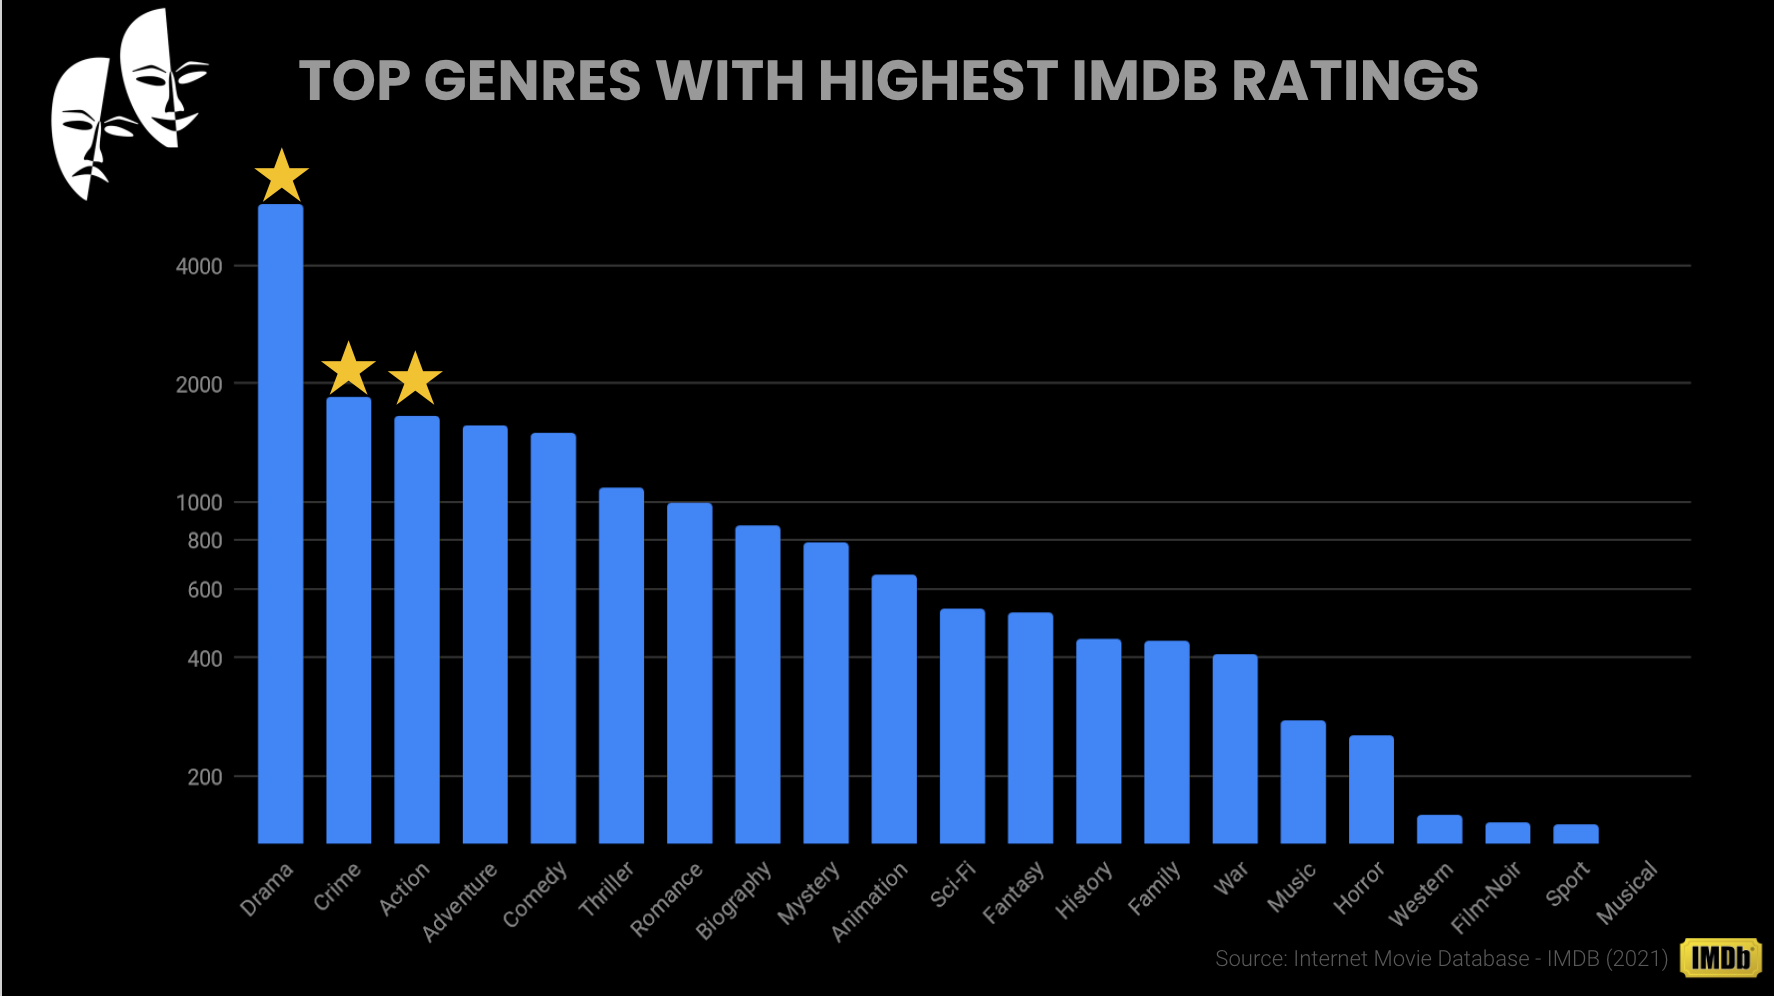 TOP GENRES WITH HIGHEST IMDB RATINGS
4000
2000
1000
800
600
400
200
Drama
Crime
Action
Adventure
Comedy
Thriller
Romance
Biography
Mystery
Animation
Sci-Fi
Fantasy
History
Family
War
Music
Horror
Western
Film-Noir
Sport
Musical
Source: Internet Movie Database - IMDB (2021)
IMDb